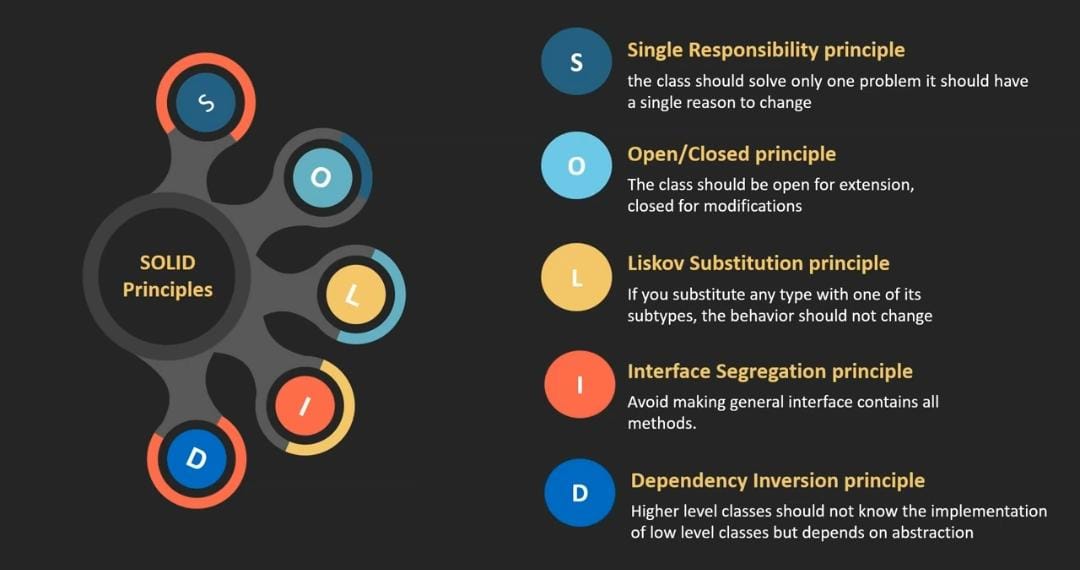 SOLID
Principles
S
O
L
I
D
S
Single Responsibility principle
the class should solve only one problem it should have
a single reason to change
O
Open/Closed principle
The class should be open for extension,
closed for modifications
L
Liskov Substitution principle
If you substitute any type with one of its
subtypes, the behavior should not change
I
Interface Segregation principle
Avoid making general interface contains all
methods.
D
Dependency Inversion principle
Higher level classes should not know the implementation
of low level classes but depends on abstraction